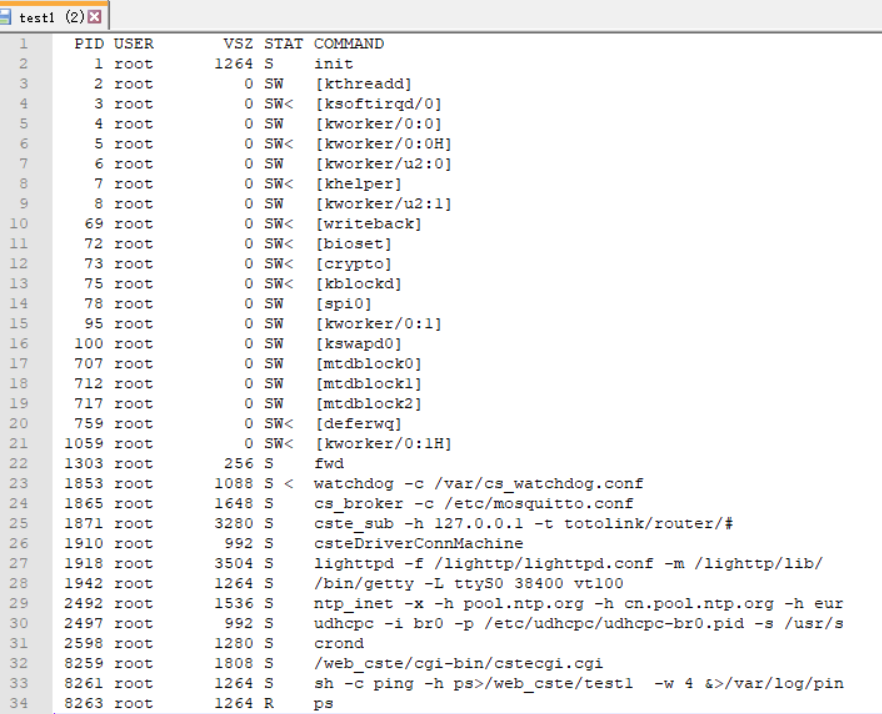 test1 (2)
1 PID USER VSZ STAT COMMAND
2 1 root 1264 S init
3 2 root 0 SW [kthreadd]
4 3 root 0 SW< [ksoftirqd/0]
5 4 root 0 SW [kworker/0:0]
6 5 root 0 SW< [kworker/0:0H]
7 6 root 0 SW [kworker/u2:0]
8 7 root 0 SW< [khelper]
9 8 root 0 SW [kworker/u2:1]
10 69 root 0 SW< [writeback]
11 72 root 0 SW< [bioset]
12 73 root 0 SW< [crypto]
13 75 root 0 SW< [kblockd]
14 78 root 0 SW [spi0]
15 95 root 0 SW [kworker/0:1]
16 100 root 0 SW [kswapd0]
17 707 root 0 SW [mtdblock0]
18 712 root 0 SW [mtdblock1]
19 717 root 0 SW [mtdblock2]
20 759 root 0 SW< [deferwq]
21 1059 root 0 SW< [kworker/0:1H]
22 1303 root 256 S fwd
23 1853 root 1088 S < watchdog -c /var/cs_watchdog.conf
24 1865 root 1648 S cs_broker -c /etc/mosquitto.conf
25 1871 root 3280 S cste_sub -h 127.0.0.1 -t totolink/router/#
26 1910 root 992 S csteDriverConnMachine
27 1918 root 3504 S lighttpd -f /lighttp/lighttpd.conf -m /lighttp/lib/
28 1942 root 1264 S /bin/getty -L ttyS0 38400 vt100
29 2492 root 1536 S ntp_inet -x -h pool.ntp.org -h cn.pool.ntp.org -h eur
30 2497 root 992 S udhcpc -i br0 -p /etc/udhcpc/udhcpc-br0.pid -s /usr/s
31 2598 root 1280 S crond
32 8259 root 1808 S /web_cste/cgi-bin/cstecgi.cgi
33 8261 root 1264 S sh -c ping -h ps>/web_cste/test1 -w 4 &>/var/log/pin
34 8263 root 1264 R ps